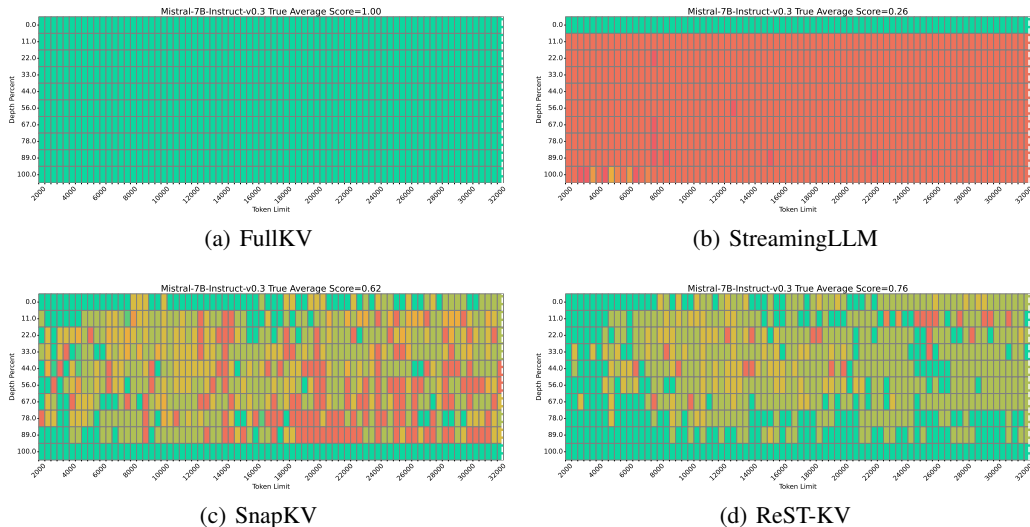 Mistral-7B-Instruct-v0.3 True Average Score=1.00
Depth Percent
0.0
11.0
22.0
33.0
44.0
56.0
67.0
78.0
89.0
100.0
2000 4000 6000 8000 10000 12000 14000 16000 18000 20000 22000 24000 26000 28000 30000 32000
Token Limit
(a) FullKV
Mistral-7B-Instruct-v0.3 True Average Score=0.26
Depth Percent
0.0
11.0
22.0
33.0
44.0
56.0
67.0
78.0
89.0
100.0
2000 4000 6000 8000 10000 12000 14000 16000 18000 20000 22000 24000 26000 28000 30000 32000
Token Limit
(b) StreamingLLM
Mistral-7B-Instruct-v0.3 True Average Score=0.62
Depth Percent
0.0
11.0
22.0
33.0
44.0
56.0
67.0
78.0
89.0
100.0
2000 4000 6000 8000 10000 12000 14000 16000 18000 20000 22000 24000 26000 28000 30000 32000
Token Limit
(c) SnapKV
Mistral-7B-Instruct-v0.3 True Average Score=0.76
Depth Percent
0.0
11.0
22.0
33.0
44.0
56.0
67.0
78.0
89.0
100.0
2000 4000 6000 8000 10000 12000 14000 16000 18000 20000 22000 24000 26000 28000 30000 32000
Token Limit
(d) ReST-KV